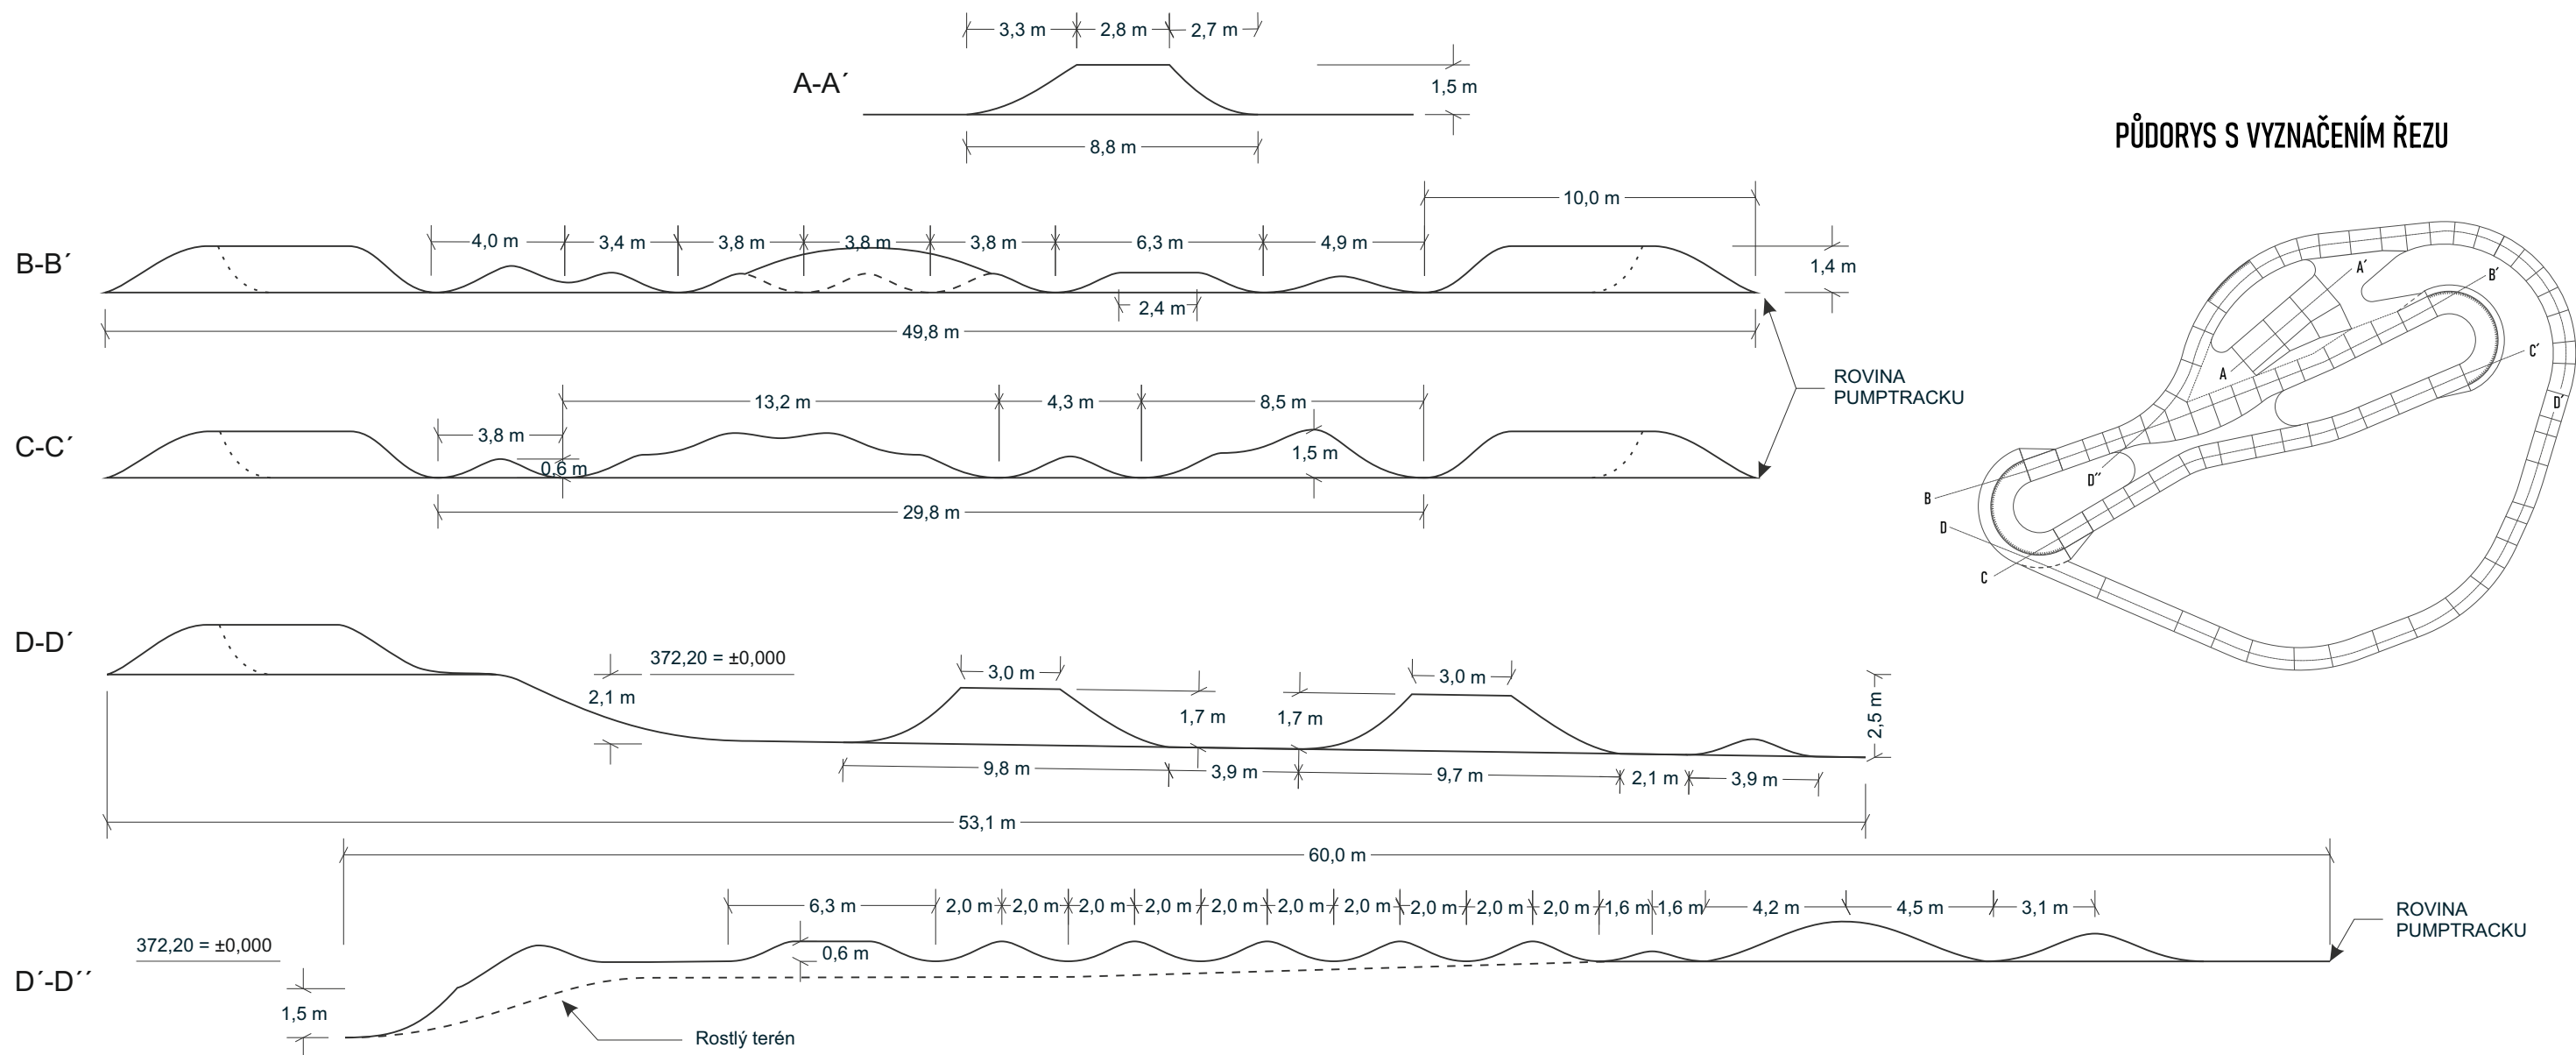 3,3 m 2,8 m 2,7 m
A-A´
1,5 m
8,8 m
PŮDORYS S VYZNAČENÍM ŘEZU
10,0 m
B-B´
4,0 m 3,4 m 3,8 m 3,8 m 3,8 m 6,3 m 4,9 m
1,4 m
2,4 m
49,8 m
ROVINA
PUMPTRACKU
13,2 m 4,3 m 8,5 m
C-C´
3,8 m
0,6 m
1,5 m
29,8 m
A´
B´
A
C´
D´
D´´
B
D
C
D-D´
372,20 = ±0,000
2,1 m
3,0 m
1,7 m
1,7 m
3,0 m
2,5 m
9,8 m 3,9 m 9,7 m 2,1 m 3,9 m
53,1 m
60,0 m
6,3 m 2,0 m 2,0 m 2,0 m 2,0 m 2,0 m 2,0 m 2,0 m 2,0 m 2,0 m 2,0 m 1,6 m 1,6 m 4,2 m 4,5 m 3,1 m
ROVINA
PUMPTRACKU
372,20 = ±0,000
0,6 m
D´-D´´
1,5 m
Rostlý terén